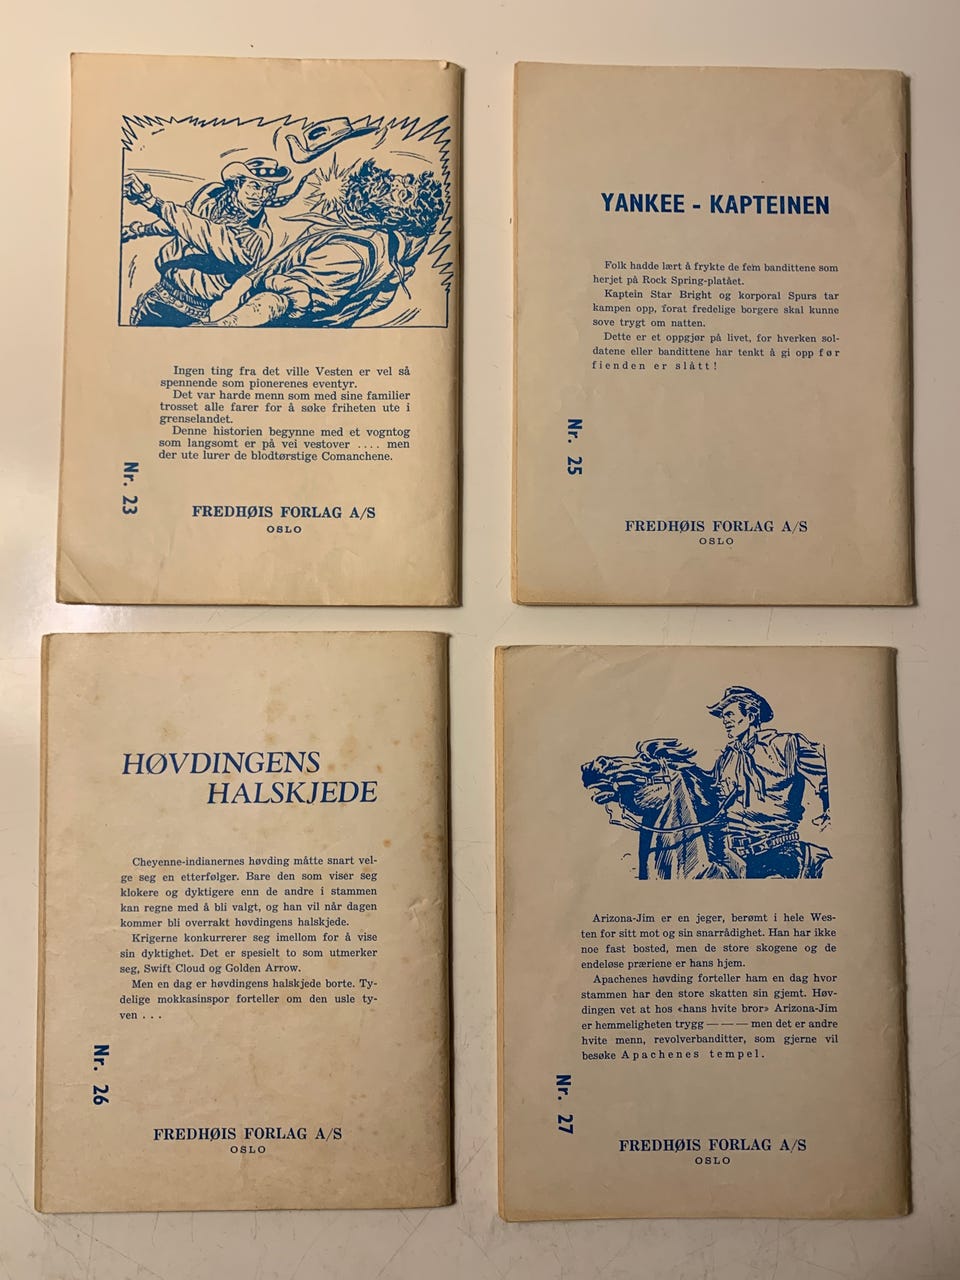 Ingen ting fra det ville Vesten er vel så
spennende som pionerenes eventyr.
Det var harde menn som med sine familier
trosset alle farer for å søke friheten ute i
grenselandet.
Denne historien begynne med et vogntog
som langsomt er på vei vestover .... men
der ute lurer de blodtørstige Comanchene.
Nr. 23
FREDHØIS FORLAG A/S
OSLO
YANKEE - KAPTEINEN
Folk hadde lært å frykte de fem bandittene som
herjet på Rock Spring-platået.
Kaptein Star Bright og korporal Spurs tar
kampen opp, forat fredelige borgere skal kunne
sove trygt om natten.
Dette er et oppgjør på livet, for hverken sol-
datene eller bandittene har tenkt å gi opp før
fienden er slått!
Nr. 25
FREDHØIS FORLAG A/S
OSLO
HØVDINGENS
HALSKJEDE
Cheyenne-indianernes høvding måtte snart vel-
ge seg en etterfølger. Bare den som viser seg
klokere og dyktigere enn de andre i stammen
kan regne med å bli valgt, og han vil når dagen
kommer bli overrakt høvdingens halskjede.
Krigerne konkurrerer seg imellom for å vise
sin dyktighet. Det er spesielt to som utmerker
seg, Swift Cloud og Golden Arrow.
Men en dag er høvdingens halskjede borte. Ty-
delige mokkasinspor forteller om den usle ty-
ven . . .
Nr. 26
FREDHØIS FORLAG A/S
OSLO
Arizona-Jim er en jeger, berømt i hele Wes-
ten for sitt mot og sin snarrådighet. Han har ikke
noe fast bosted, men de store skogene og de
endeløse præriene er hans hjem.
Apachenes høvding forteller ham en dag hvor
stammen har den store skatten sin gjemt. Høv-
dingen vet at hos «hans hvite bror» Arizona-Jim
er hemmeligheten trygg — — — men det er andre
hvite menn, revolverbanditter, som gjerne vil
besøke Apachenes tempel.
Nr. 27
FREDHØIS FORLAG A/S
OSLO